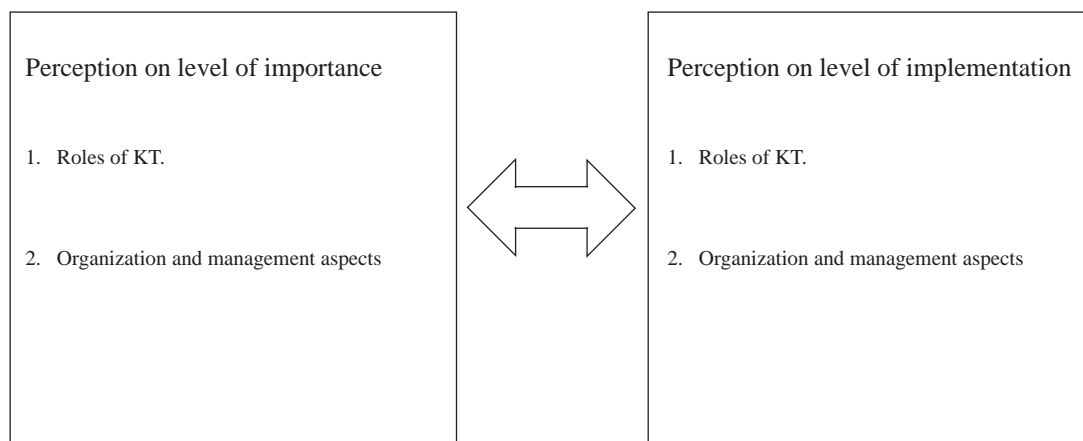 Perception on level of importance
1. Roles of KT.
2. Organization and management aspects
Perception on level of implementation
1. Roles of KT.
2. Organization and management aspects